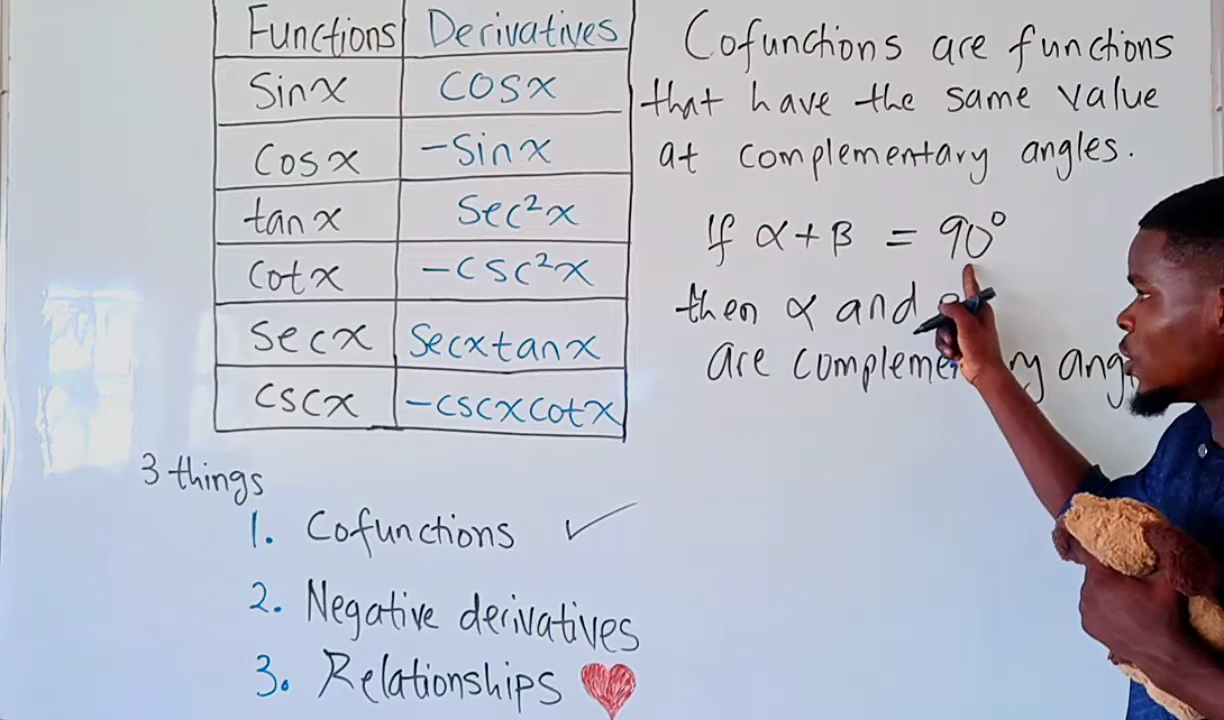 Functions Derivatives
Sinx cosx
Cosx -Sinx
tanx Sec²x
Cotx -csc²x
Secx Secxtanx
CSCX -cscxcotx
Cofunctions are functions
that have the same value
at complementary angles.
If α+β = 90°
then α and
are complementary
3 things
1. Cofunctions ✓
2. Negative derivatives
3. Relationships ❤